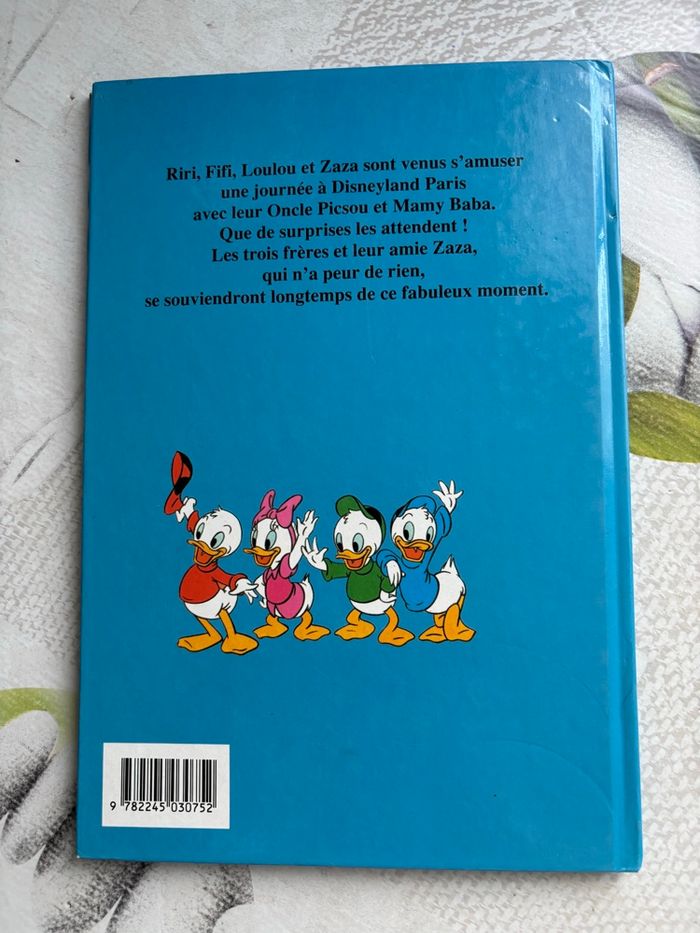 Riri, Fifi, Loulou et Zaza sont venus s'amuser
une journée à Disneyland Paris
avec leur Oncle Picsou et Mamy Baba.
Que de surprises les attendent !
Les trois frères et leur amie Zaza,
qui n'a peur de rien,
se souviendront longtemps de ce fabuleux moment.
9 782245 030752